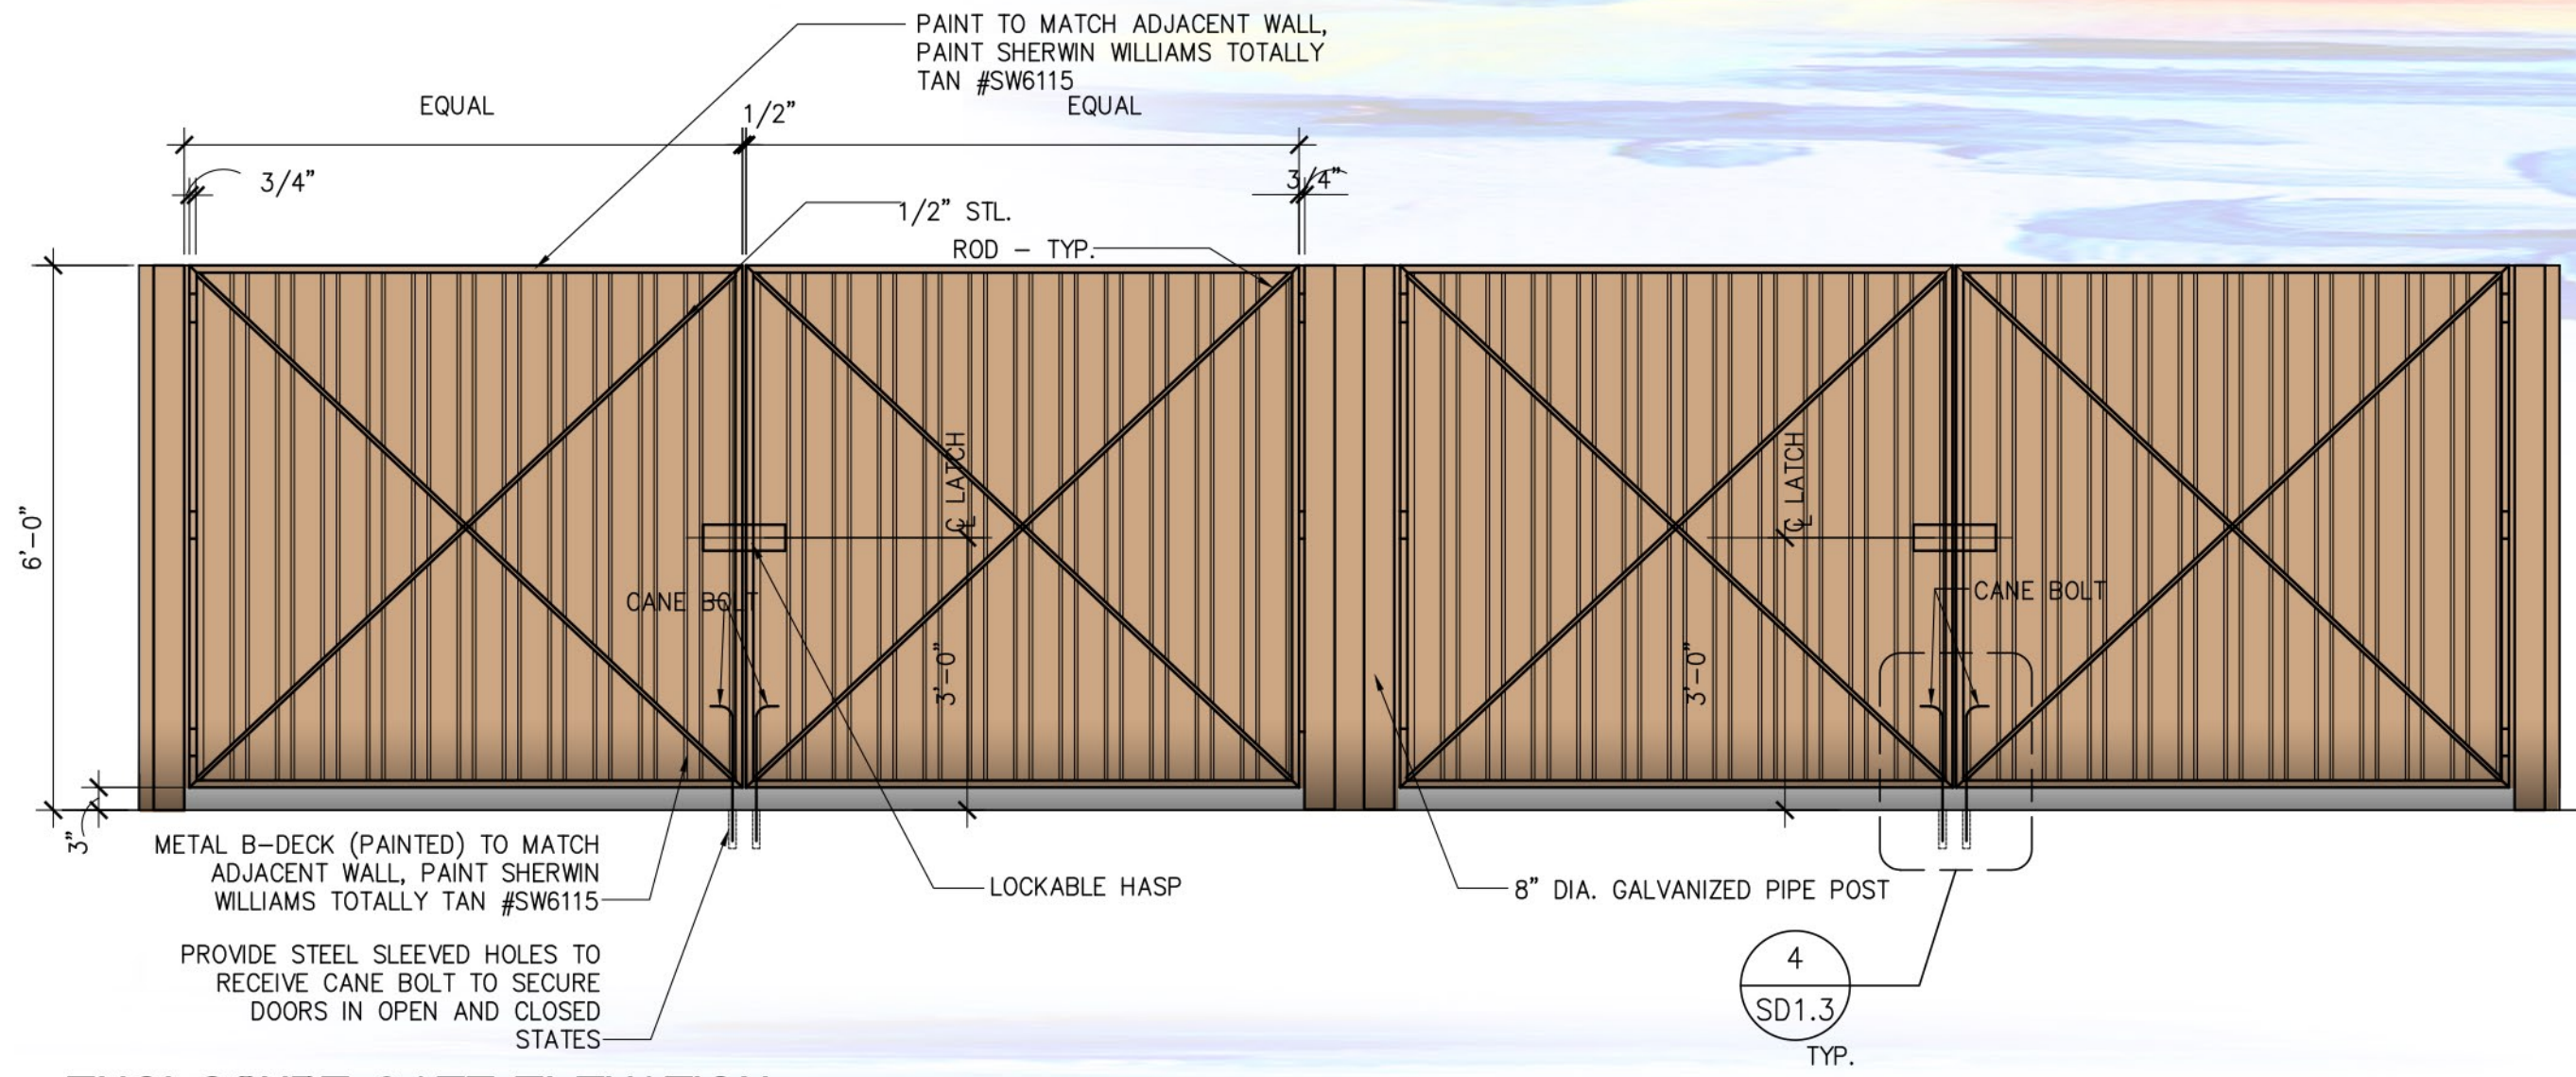 PAINT TO MATCH ADJACENT WALL,
PAINT SHERWIN WILLIAMS TOTALLY
TAN #SW6115
EQUAL
1/2"
EQUAL
3/4"
3/4"
1/2" STL.
ROD - TYP.
6'-0"
℄ LATCH
℄ LATCH
CANE BOLT
CANE BOLT
3'-0"
3'-0"
3"
METAL B-DECK (PAINTED) TO MATCH
ADJACENT WALL, PAINT SHERWIN
WILLIAMS TOTALLY TAN #SW6115
LOCKABLE HASP
8" DIA. GALVANIZED PIPE POST
PROVIDE STEEL SLEEVED HOLES TO
RECEIVE CANE BOLT TO SECURE
DOORS IN OPEN AND CLOSED
STATES
4
SD1.3
TYP.